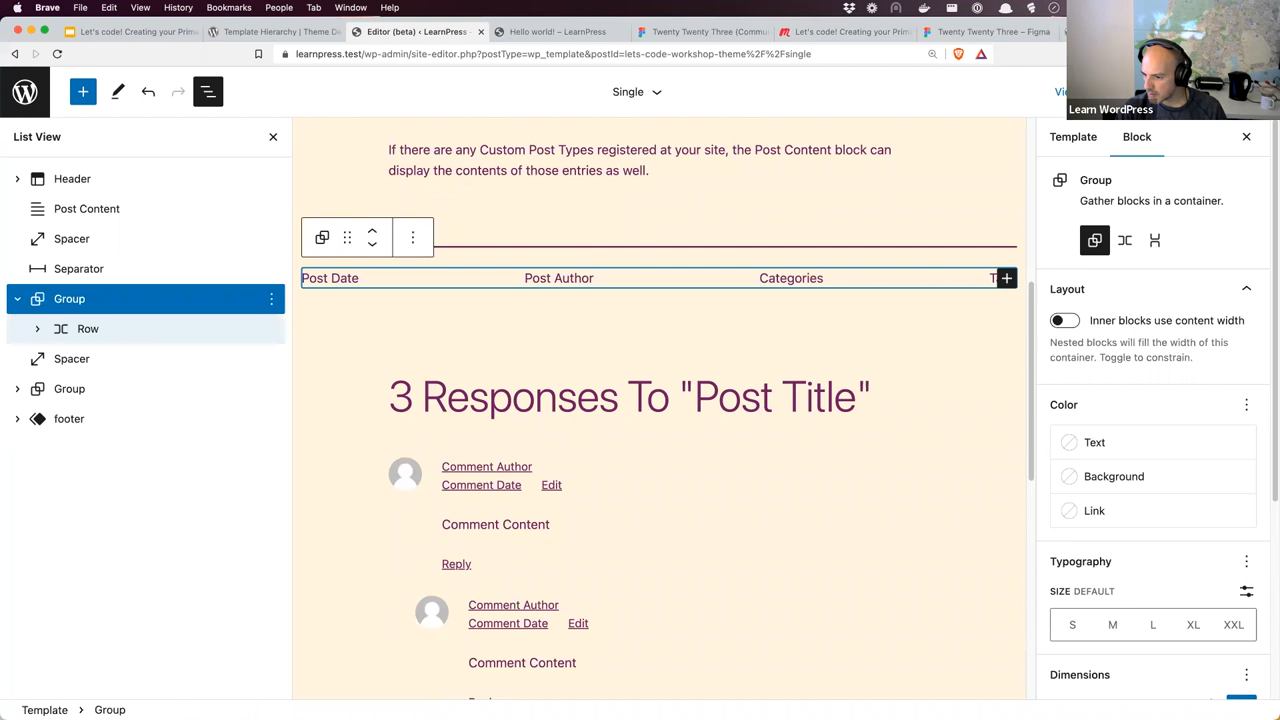 Brave File Edit View History Bookmarks People Tab Window Help
Let's code! Creating your Prima
Template Hierarchy | Theme D
Editor (beta) ‹ LearnPress
Hello world! – LearnPress
Twenty Twenty Three (Commu
Let's code! Creating your Prima
Twenty Twenty Three – Figma
learnpress.test/wp-admin/site-editor.php?postType=wp_template&postId=lets-code-workshop-theme%2F%2Fsingle
Learn WordPress
Single
List View
Header
Post Content
Spacer
Separator
Group
Row
Spacer
Group
footer
If there are any Custom Post Types registered at your site, the Post Content block can
display the contents of those entries as well.
Post Date Post Author Categories
3 Responses To "Post Title"
Comment Author
Comment Date Edit
Comment Content
Reply
Comment Author
Comment Date Edit
Comment Content
Template Block
Group
Gather blocks in a container.
Layout
Inner blocks use content width
Nested blocks will fill the width of this
container. Toggle to constrain.
Color
Text
Background
Link
Typography
SIZE DEFAULT
S M L XL XXL
Dimensions
Template › Group